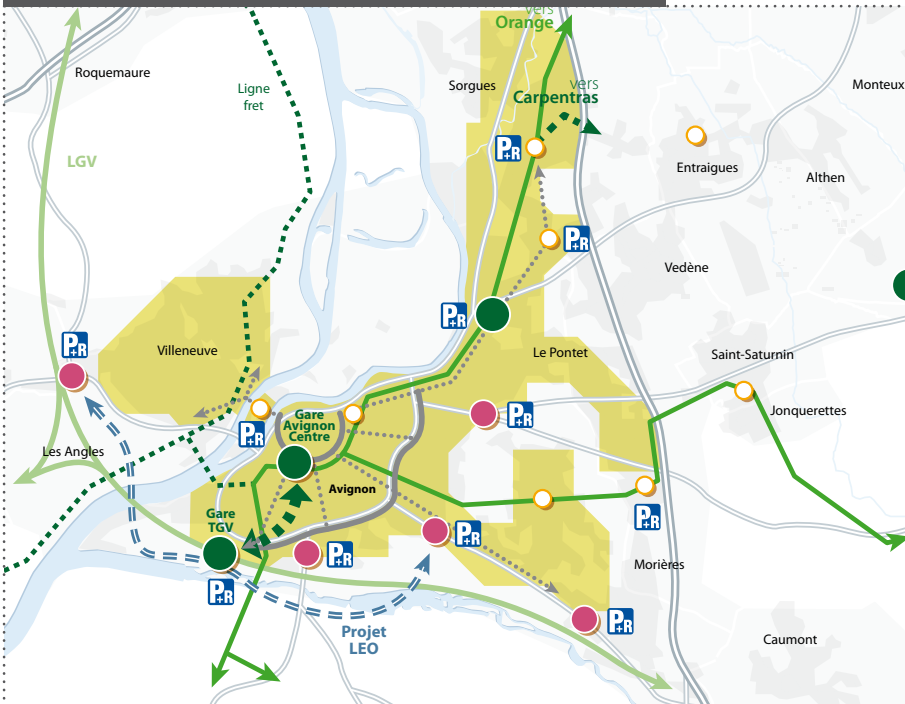 vers
Orange
Roquemaure
Ligne
fret
Sorgues
vers
Carpentras
Monteux
P+R
LGV
Entraigues
Althen
P+R
Vedène
P+R
P+R
Villeneuve
Le Pontet
Saint-Saturnin
Jonquerettes
P+R
Gare
Avignon
Centre
P+R
Les Angles
Avignon
Gare
TGV
P+R
P+R
P+R
Morières
P+R
P+R
Projet
LEO
Caumont